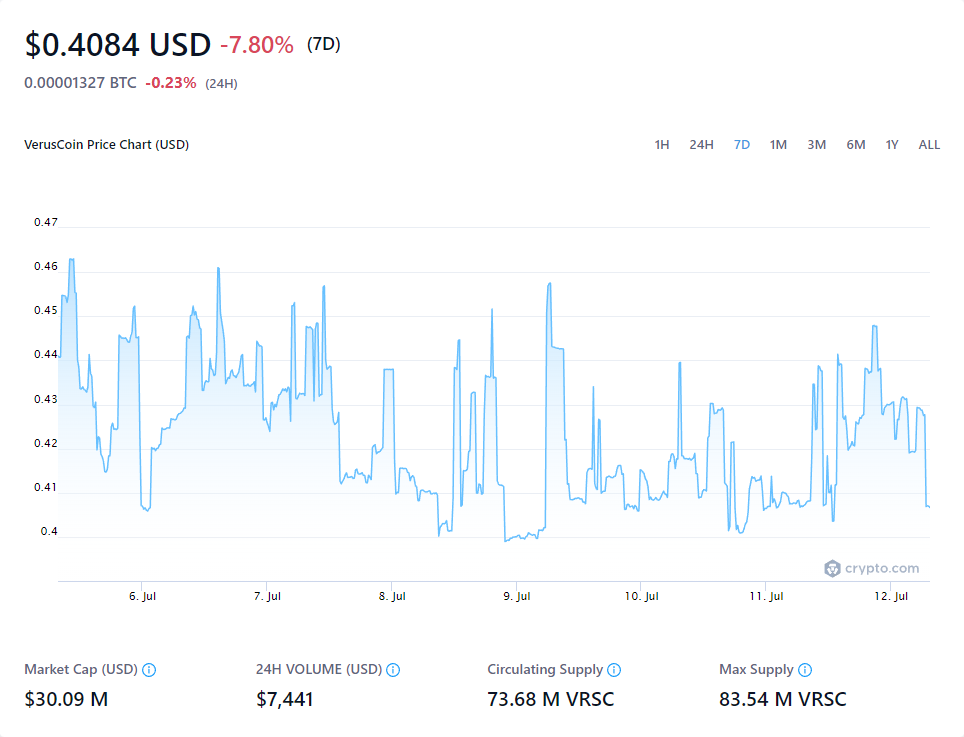 $0.4084 USD -7.80% (7D)
0.00001327 BTC -0.23% (24H)
VerusCoin Price Chart (USD) 1H 24H 7D 1M 3M 6M 1Y ALL
0.47
0.46
0.45
0.44
0.43
0.42
0.41
0.4
crypto.com
6. Jul 7. Jul 8. Jul 9. Jul 10. Jul 11. Jul 12. Jul
Market Cap (USD) 24H VOLUME (USD) Circulating Supply Max Supply
$30.09 M $7,441 73.68 M VRSC 83.54 M VRSC